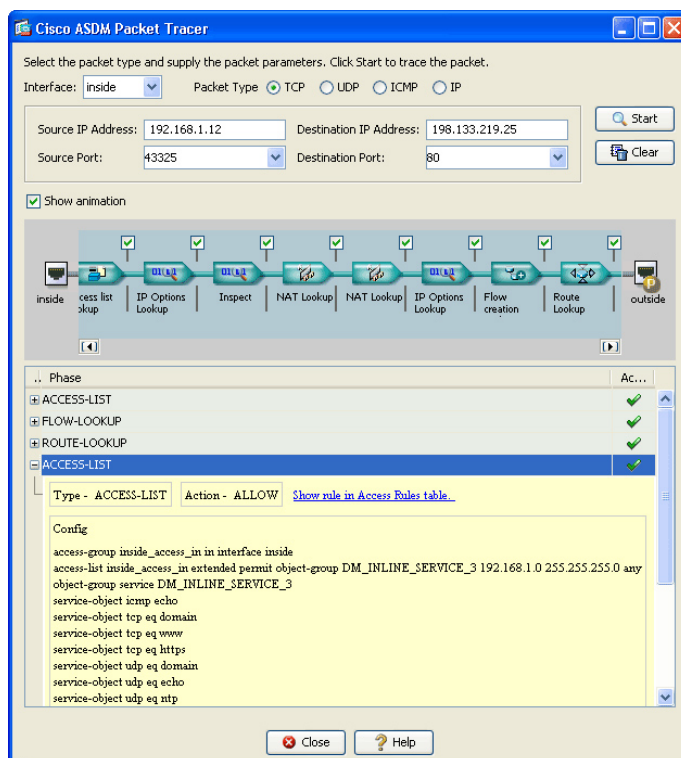 Cisco ASDM Packet Tracer
Select the packet type and supply the packet parameters. Click Start to trace the packet.
Interface: inside Packet Type TCP UDP ICMP IP
Source IP Address: 192.168.1.12 Destination IP Address: 198.133.219.25 Start
Source Port: 43325 Destination Port: 80 Clear
Show animation
inside cess list IP Options Inspect NAT Lookup NAT Lookup IP Options Flow Route outside
okup Lookup Lookup creation Lookup
.. Phase Ac...
ACCESS-LIST
FLOW-LOOKUP
ROUTE-LOOKUP
ACCESS-LIST
Type - ACCESS-LIST Action - ALLOW Show rule in Access Rules table.
Config
access-group inside_access_in in interface inside
access-list inside_access_in extended permit object-group DM_INLINE_SERVICE_3 192.168.1.0 255.255.255.0 any
object-group service DM_INLINE_SERVICE_3
service-object icmp echo
service-object tcp eq domain
service-object tcp eq www
service-object tcp eq https
service-object udp eq domain
service-object udp eq echo
service-object udp eq ntp
Close Help